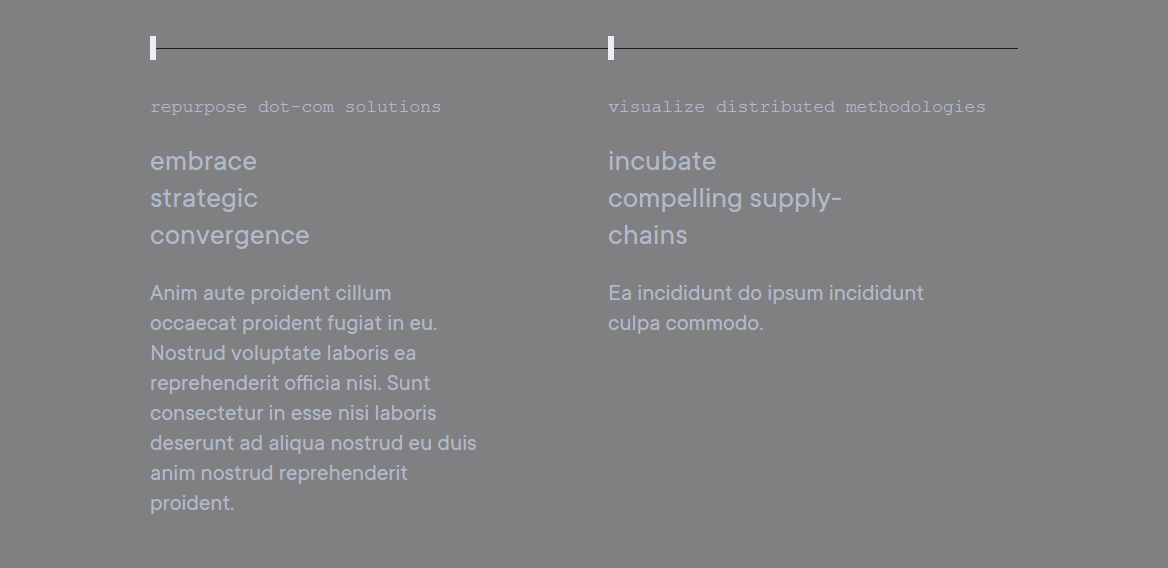 repurpose dot-com solutions
embrace
strategic
convergence
Anim aute proident cillum
occaecat proident fugiat in eu.
Nostrud voluptate laboris ea
reprehenderit officia nisi. Sunt
consectetur in esse nisi laboris
deserunt ad aliqua nostrud eu duis
anim nostrud reprehenderit
proident.
visualize distributed methodologies
incubate
compelling supply-
chains
Ea incididunt do ipsum incididunt
culpa commodo.